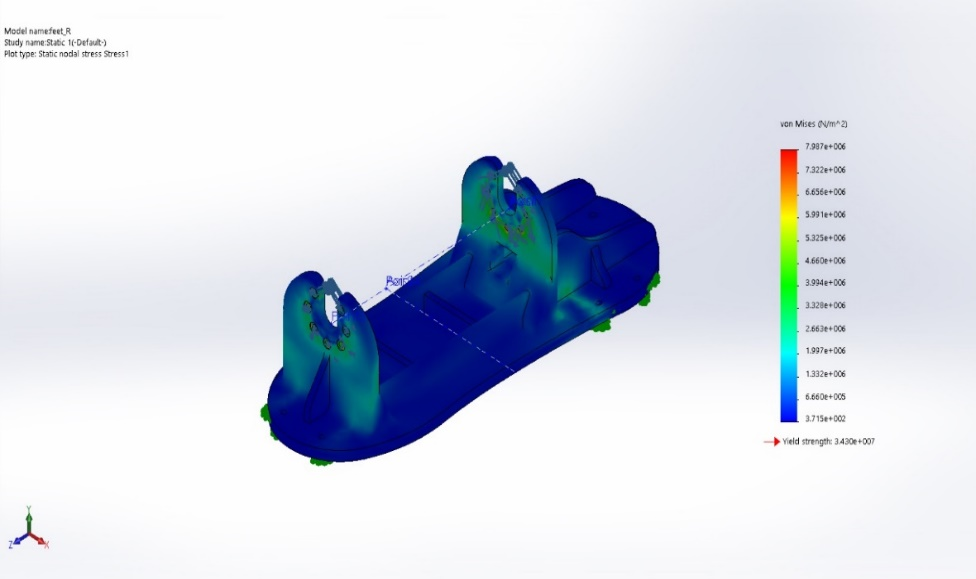 Model name:feet_R
Study name:Static 1(-Default-)
Plot type: Static nodal stress Stress1
von Mises (N/m^2)
7.987e+006
7.322e+006
6.656e+006
5.991e+006
5.325e+006
4.660e+006
3.994e+006
3.328e+006
2.663e+006
1.997e+006
1.332e+006
6.660e+005
3.715e+002
Yield strength: 3.430e+007
Y
Z
X